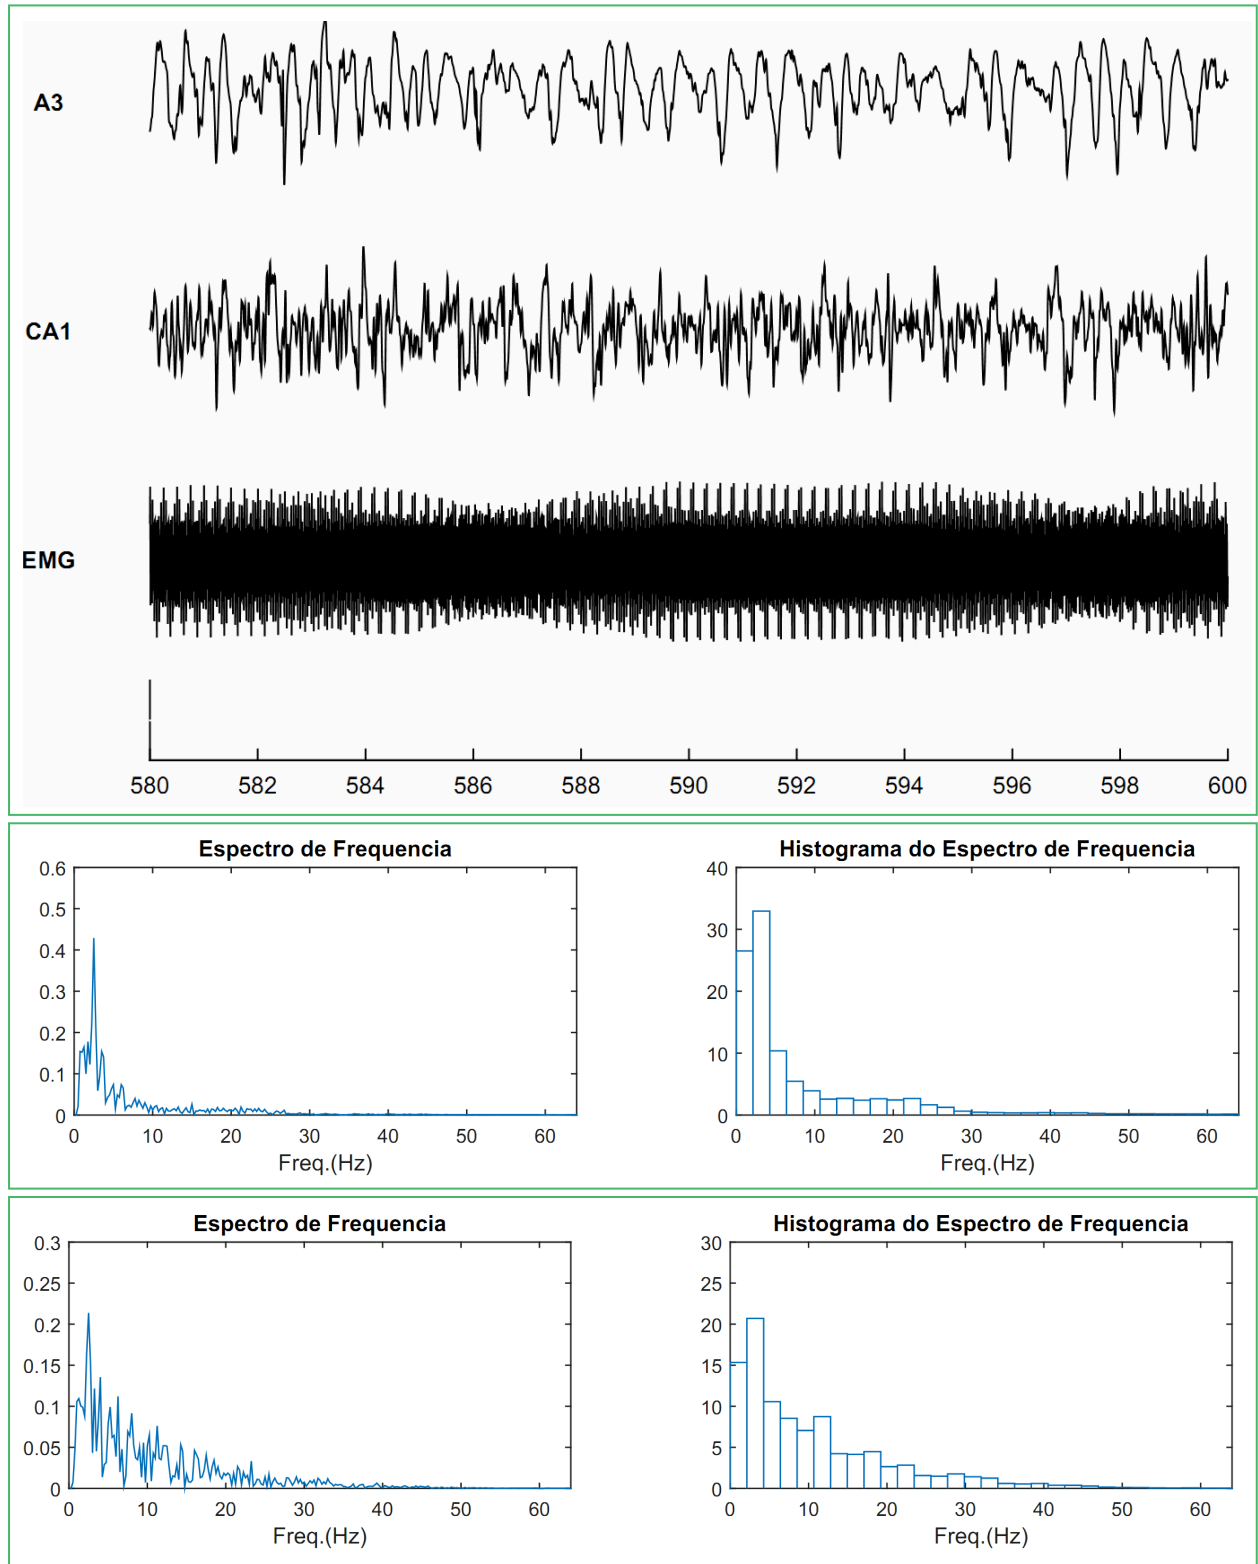 A3
CA1
EMG
580 582 584 586 588 590 592 594 596 598 600
Espectro de Frequencia
0.6
0.5
0.4
0.3
0.2
0.1
0
0 10 20 30 40 50 60
Freq.(Hz)
Histograma do Espectro de Frequencia
40
30
20
10
0
0 10 20 30 40 50 60
Freq.(Hz)
Espectro de Frequencia
0.3
0.25
0.2
0.15
0.1
0.05
0
0 10 20 30 40 50 60
Freq.(Hz)
Histograma do Espectro de Frequencia
30
25
20
15
10
5
0
0 10 20 30 40 50 60
Freq.(Hz)